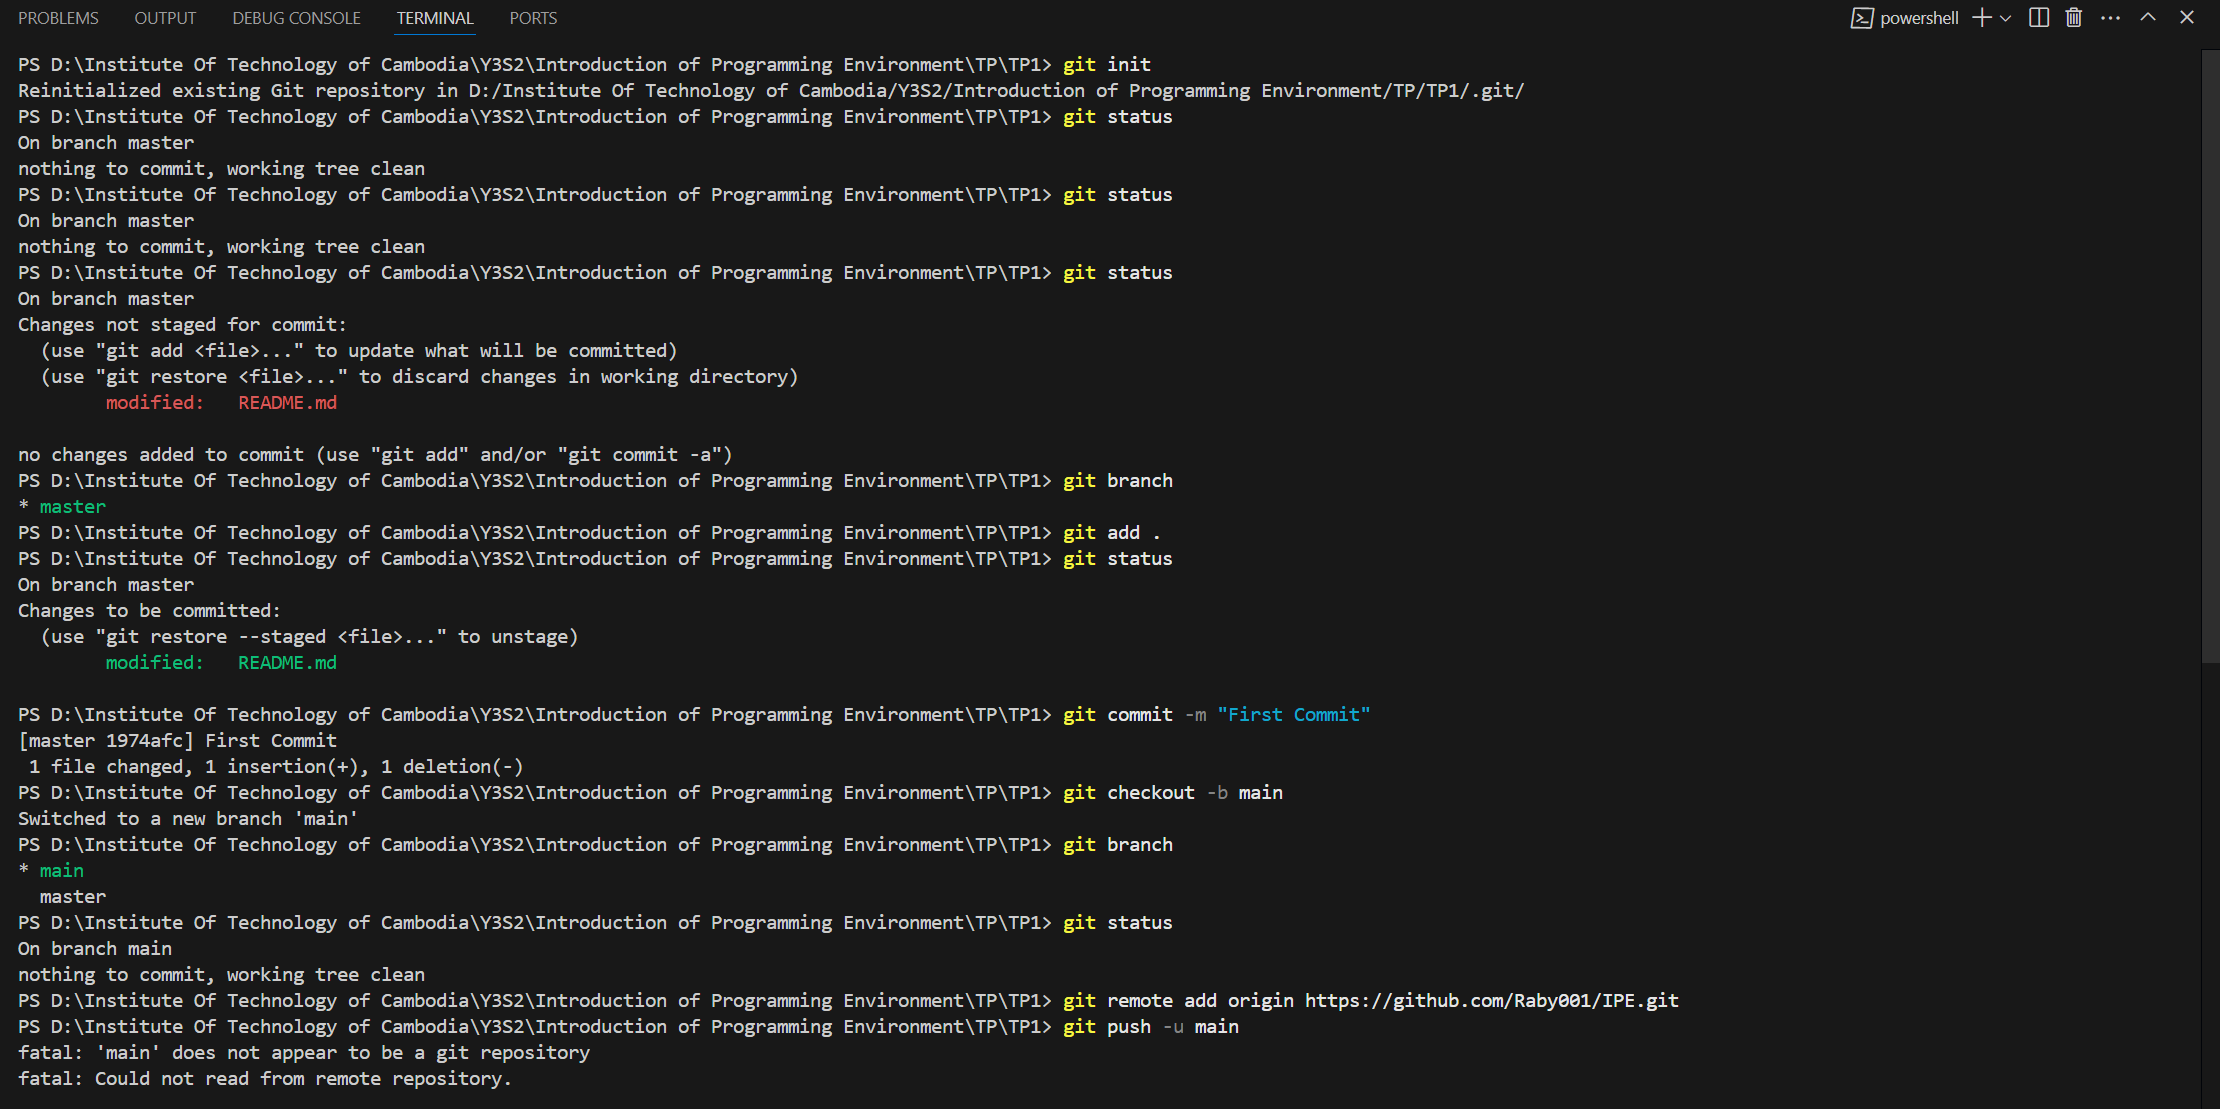 PROBLEMS OUTPUT DEBUG CONSOLE TERMINAL PORTS powershell
PS D:\Institute Of Technology of Cambodia\Y3S2\Introduction of Programming Environment\TP\TP1> git init
Reinitialized existing Git repository in D:/Institute Of Technology of Cambodia/Y3S2/Introduction of Programming Environment/TP/TP1/.git/
PS D:\Institute Of Technology of Cambodia\Y3S2\Introduction of Programming Environment\TP\TP1> git status
On branch master
nothing to commit, working tree clean
PS D:\Institute Of Technology of Cambodia\Y3S2\Introduction of Programming Environment\TP\TP1> git status
On branch master
nothing to commit, working tree clean
PS D:\Institute Of Technology of Cambodia\Y3S2\Introduction of Programming Environment\TP\TP1> git status
On branch master
Changes not staged for commit:
  (use "git add <file>..." to update what will be committed)
  (use "git restore <file>..." to discard changes in working directory)
        modified:   README.md
no changes added to commit (use "git add" and/or "git commit -a")
PS D:\Institute Of Technology of Cambodia\Y3S2\Introduction of Programming Environment\TP\TP1> git branch
* master
PS D:\Institute Of Technology of Cambodia\Y3S2\Introduction of Programming Environment\TP\TP1> git add .
PS D:\Institute Of Technology of Cambodia\Y3S2\Introduction of Programming Environment\TP\TP1> git status
On branch master
Changes to be committed:
  (use "git restore --staged <file>..." to unstage)
        modified:   README.md
PS D:\Institute Of Technology of Cambodia\Y3S2\Introduction of Programming Environment\TP\TP1> git commit -m "First Commit"
[master 1974afc] First Commit
 1 file changed, 1 insertion(+), 1 deletion(-)
PS D:\Institute Of Technology of Cambodia\Y3S2\Introduction of Programming Environment\TP\TP1> git checkout -b main
Switched to a new branch 'main'
PS D:\Institute Of Technology of Cambodia\Y3S2\Introduction of Programming Environment\TP\TP1> git branch
* main
  master
PS D:\Institute Of Technology of Cambodia\Y3S2\Introduction of Programming Environment\TP\TP1> git status
On branch main
nothing to commit, working tree clean
PS D:\Institute Of Technology of Cambodia\Y3S2\Introduction of Programming Environment\TP\TP1> git remote add origin https://github.com/Raby001/IPE.git
PS D:\Institute Of Technology of Cambodia\Y3S2\Introduction of Programming Environment\TP\TP1> git push -u main
fatal: 'main' does not appear to be a git repository
fatal: Could not read from remote repository.